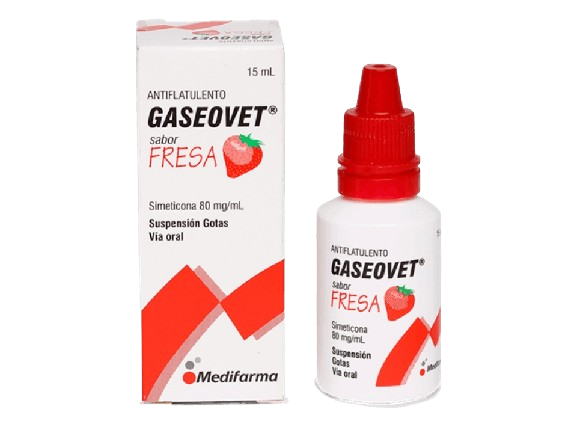 15 mL
ANTIFLATULENTO
GASEOVET®
sabor
FRESA
Simeticona 80 mg/mL
Suspensión Gotas
Vía oral
Medifarma
ANTIFLATULENTO
GASEOVET®
sabor
FRESA
Simeticona
80 mg/mL
Suspensión
Gotas
Vía oral